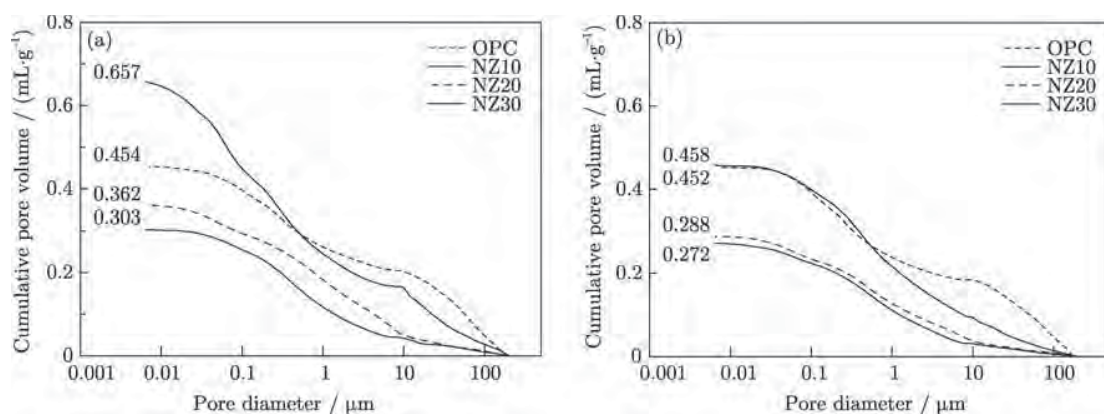 (a)
OPC
NZ10
NZ20
NZ30
0.657
0.454
0.362
0.303
0.8
0.6
0.4
0.2
0
0.001
0.01
0.1
1
10
100
Cumulative pore volume / (mL·g⁻¹)
Pore diameter / μm
(b)
OPC
NZ10
NZ20
NZ30
0.458
0.452
0.288
0.272
0.8
0.6
0.4
0.2
0
0.001
0.01
0.1
1
10
100
Cumulative pore volume / (mL·g⁻¹)
Pore diameter / μm